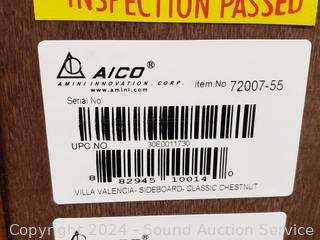 INSPECTION PASSED
AICO®
AMINI INNOVATION. CORP.
www.amini.com
Item No 72007-55
Serial No
UPC NO
30E0011730
8 82945 10014 0
VILLA VALENCIA- SIDEBOARD- CLASSIC CHESTNUT
Copyright © 2024 - Sound Auction Service